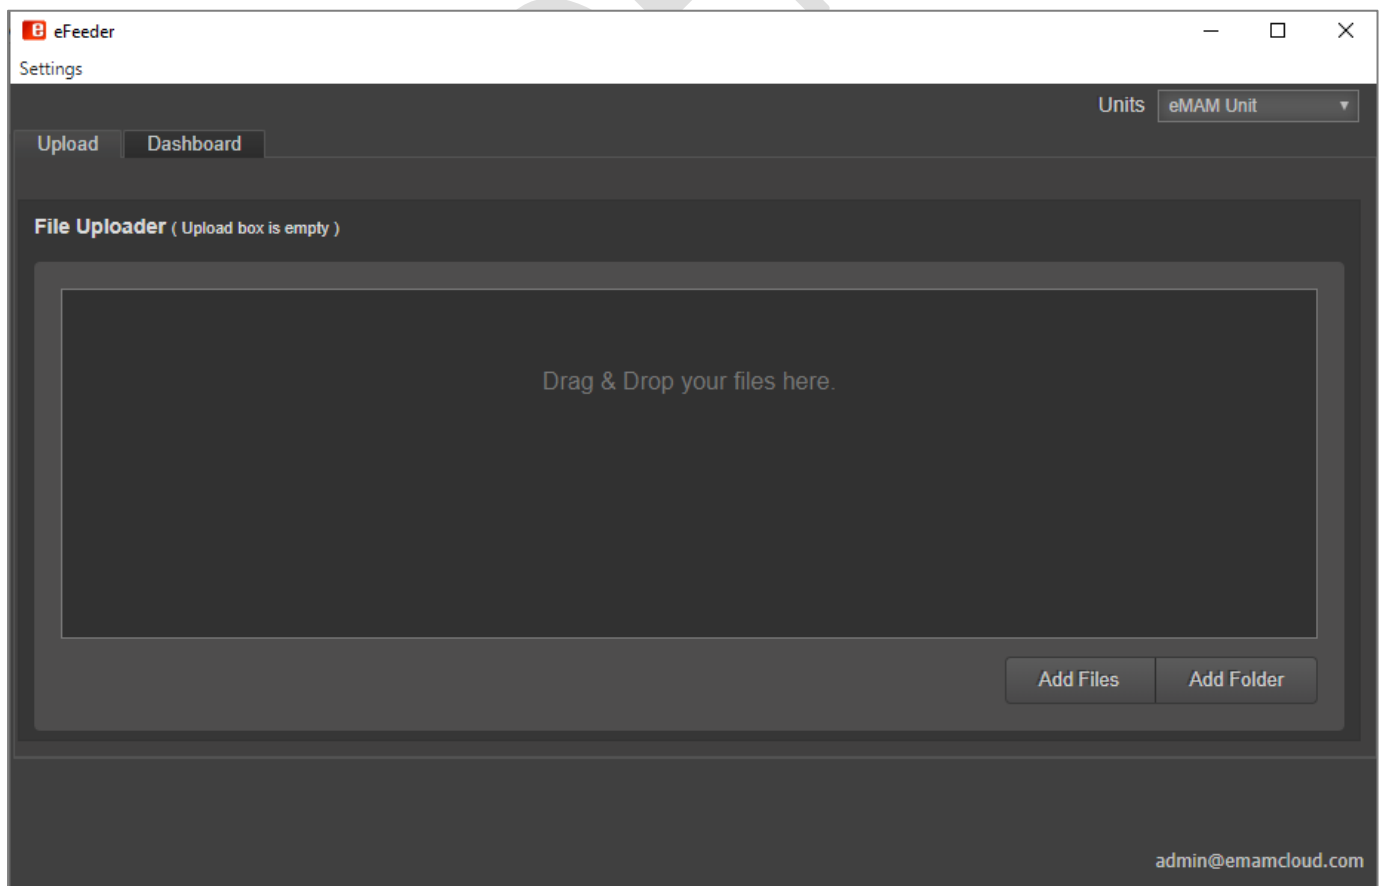 eFeeder
Settings
Units eMAM Unit
Upload Dashboard
File Uploader ( Upload box is empty )
Drag & Drop your files here.
Add Files Add Folder
admin@emamcloud.com